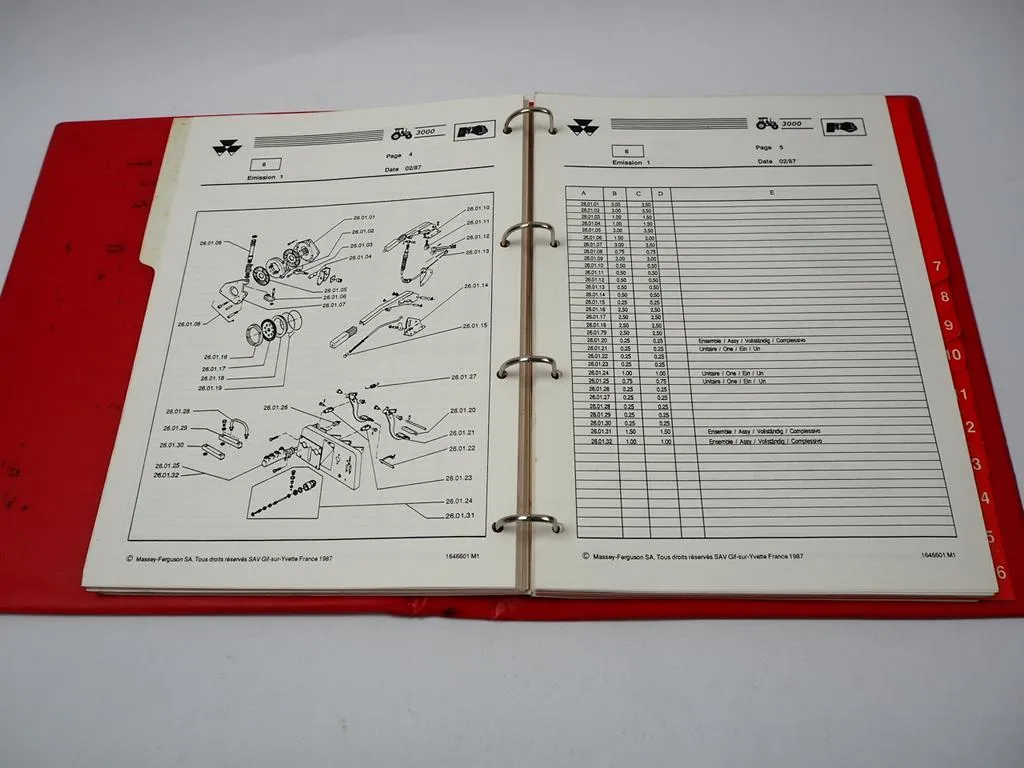 3000
6
Page 4
Emission 1
Date 02/87
26.01.01
26.01.02
26.01.03
26.01.04
26.01.09
26.01.05
26.01.06
26.01.07
26.01.08
26.01.10
26.01.11
26.01.12
26.01.13
26.01.14
26.01.15
26.01.16
26.01.17
26.01.18
26.01.19
26.01.27
26.01.28
26.01.26
26.01.20
26.01.29
26.01.21
26.01.30
26.01.22
26.01.25
26.01.32
26.01.23
26.01.24
26.01.31
© Massey-Ferguson SA. Tous droits réservés SAV Gif-sur-Yvette France 1987
1646601 M1
3000
6
Page 5
Emission 1
Date 02/87
A B C D E
26.01.01 3.00 3.50
26.01.02 3.00 3.50
26.01.03 1.00 1.50
26.01.04 1.00 1.50
26.01.05 3.00 3.50
26.01.06 1.50 2.00
26.01.07 3.00 3.50
26.01.08 0.75 0.75
26.01.09 3.00 3.00
26.01.10 0.50 0.50
26.01.11 0.50 0.50
26.01.12 0.50 0.50
26.01.13 0.50 0.50
26.01.14 0.50 0.50
26.01.15 0.25 0.25
26.01.16 2.50 2.50
26.01.17 2.50 2.50
26.01.18 2.50 2.50
26.01.79 2.50 2.50
26.01.20 0.25 0.25 Ensemble / Assy / Vollständig / Complessivo
26.01.21 0.25 0.25 Unitaire / One / Ein / Un
26.01.22 0.25 0.25
26.01.23 0.25 0.25
26.01.24 1.00 1.00 Unitaire / One / Ein / Un
26.01.25 0.75 0.75 Unitaire / One / Ein / Un
26.01.26 0.25 0.25
26.01.27 0.25 0.25
26.01.28 0.25 0.25
26.01.29 0.25 0.25
26.01.30 0.25 0.25
26.01.31 1.50 1.50 Ensemble / Assy / Vollständig / Complessivo
26.01.32 1.00 1.00 Ensemble / Assy / Vollständig / Complessivo
© Massey-Ferguson SA. Tous droits réservés SAV Gif-sur-Yvette France 1987
1646601 M1
7
8
9
10
1
2
3
4
5
6